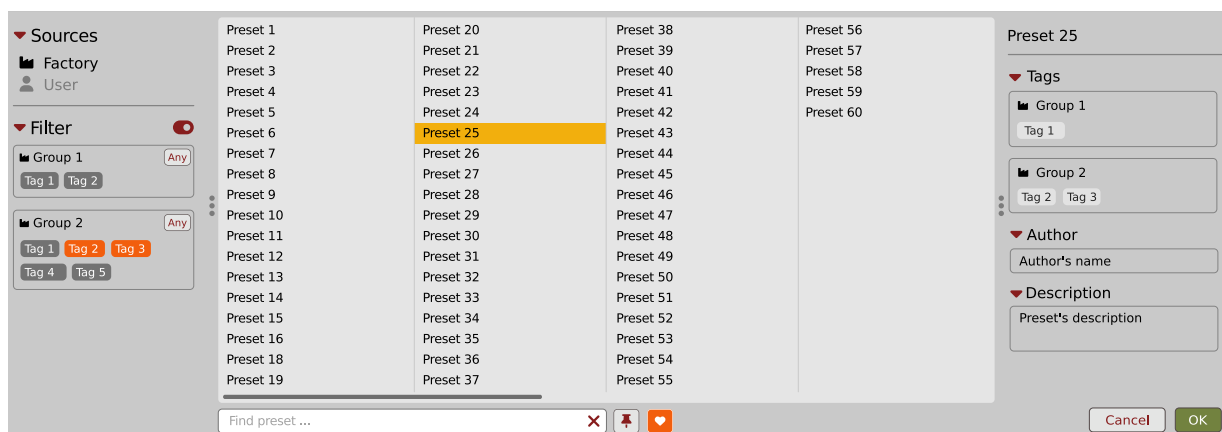 Sources
Factory
User
Filter
Group 1
Any
Tag 1 Tag 2
Group 2
Any
Tag 1 Tag 2 Tag 3
Tag 4 Tag 5
Preset 1
Preset 2
Preset 3
Preset 4
Preset 5
Preset 6
Preset 7
Preset 8
Preset 9
Preset 10
Preset 11
Preset 12
Preset 13
Preset 14
Preset 15
Preset 16
Preset 18
Preset 19
Preset 20
Preset 21
Preset 22
Preset 23
Preset 24
Preset 25
Preset 26
Preset 27
Preset 28
Preset 29
Preset 30
Preset 31
Preset 32
Preset 33
Preset 34
Preset 35
Preset 36
Preset 37
Preset 38
Preset 39
Preset 40
Preset 41
Preset 42
Preset 43
Preset 44
Preset 45
Preset 46
Preset 47
Preset 48
Preset 49
Preset 50
Preset 51
Preset 52
Preset 53
Preset 54
Preset 55
Preset 56
Preset 57
Preset 58
Preset 59
Preset 60
Find preset ...
Preset 25
Tags
Group 1
Tag 1
Group 2
Tag 2 Tag 3
Author
Author's name
Description
Preset's description
Cancel OK